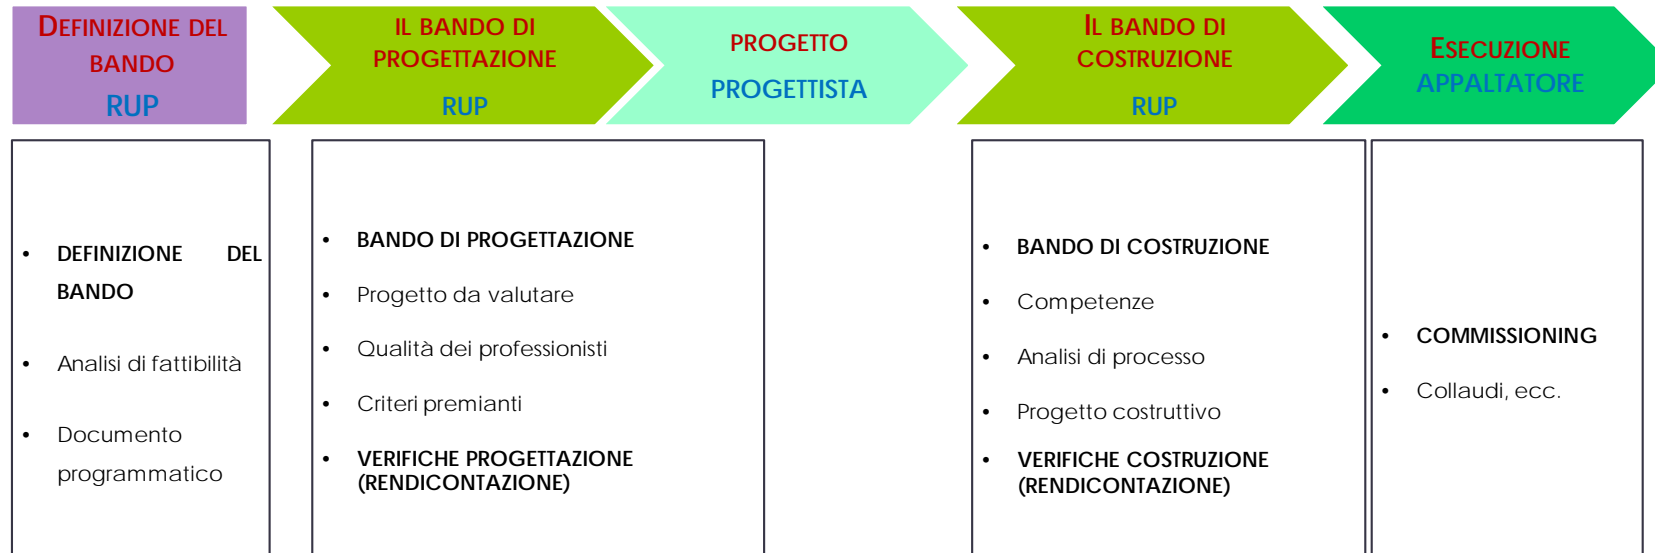 DEFINIZIONE DEL
BANDO
RUP
IL BANDO DI
PROGETTAZIONE
RUP
PROGETTO
PROGETTISTA
IL BANDO DI
COSTRUZIONE
RUP
ESECUZIONE
APPALTATORE
• DEFINIZIONE DEL
BANDO
• Analisi di fattibilità
• Documento
programmatico
• BANDO DI PROGETTAZIONE
• Progetto da valutare
• Qualità dei professionisti
• Criteri premianti
• VERIFICHE PROGETTAZIONE
(RENDICONTAZIONE)
• BANDO DI COSTRUZIONE
• Competenze
• Analisi di processo
• Progetto costruttivo
• VERIFICHE COSTRUZIONE
(RENDICONTAZIONE)
• COMMISSIONING
• Collaudi, ecc.